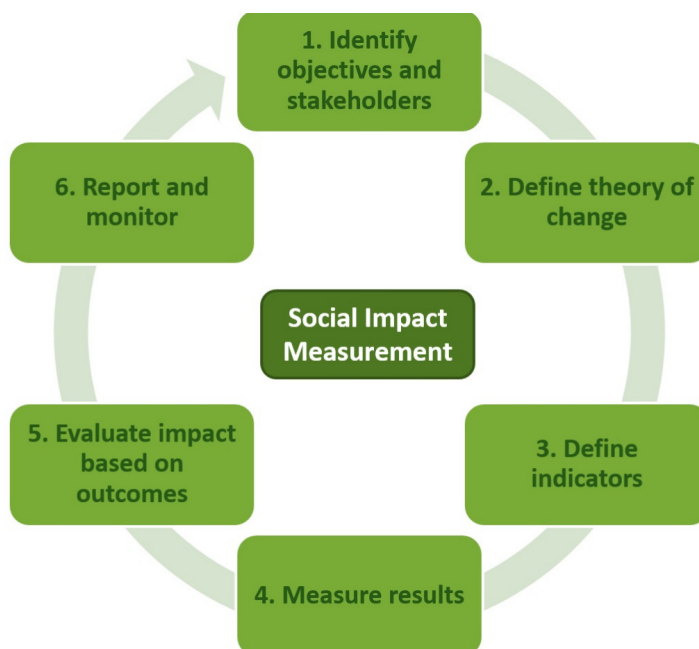 1. Identify
objectives and
stakeholders
2. Define theory of
change
3. Define
indicators
4. Measure results
5. Evaluate impact
based on
outcomes
6. Report and
monitor
Social Impact
Measurement